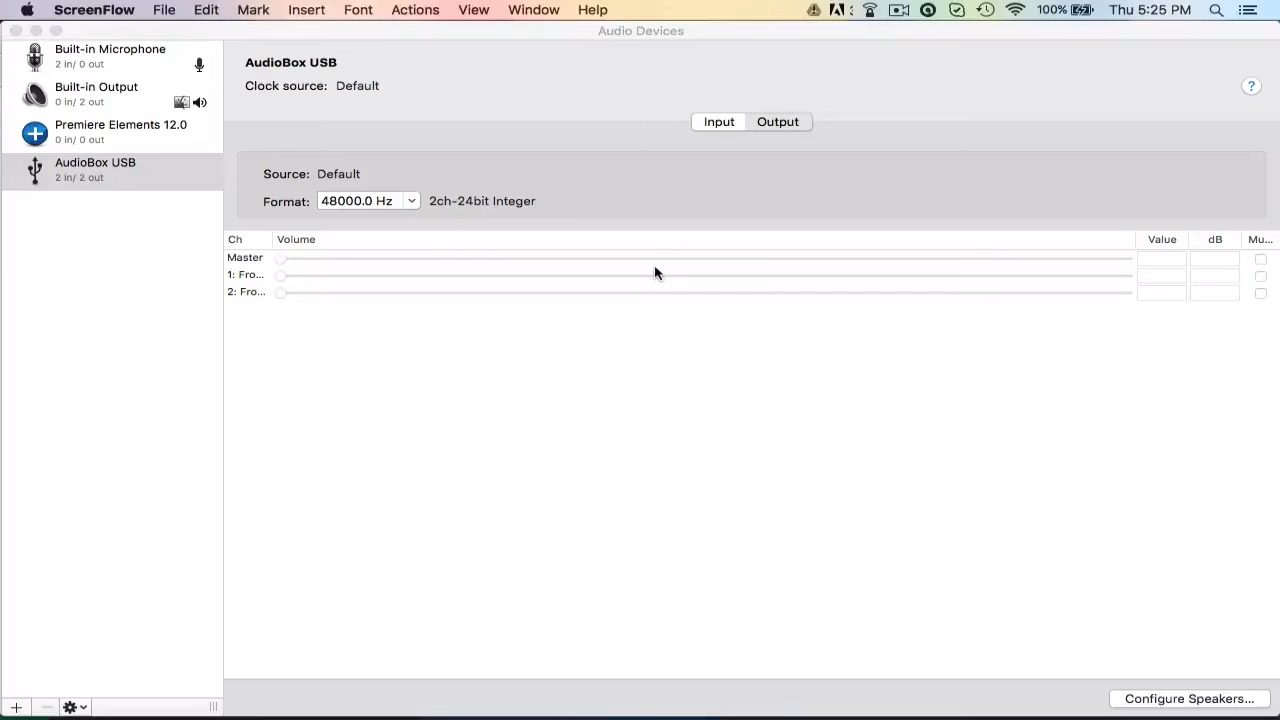 ScreenFlow File Edit Mark Insert Font Actions View Window Help 100% Thu 5:25 PM
Audio Devices
Built-in Microphone
2 in/ 0 out
Built-in Output
0 in/ 2 out
Premiere Elements 12.0
0 in/ 0 out
AudioBox USB
2 in/ 2 out
AudioBox USB
Clock source: Default
?
Input Output
Source: Default
Format: 48000.0 Hz 2ch-24bit Integer
Ch Volume Value dB Mu...
Master
1: Fro...
2: Fro...
Configure Speakers...